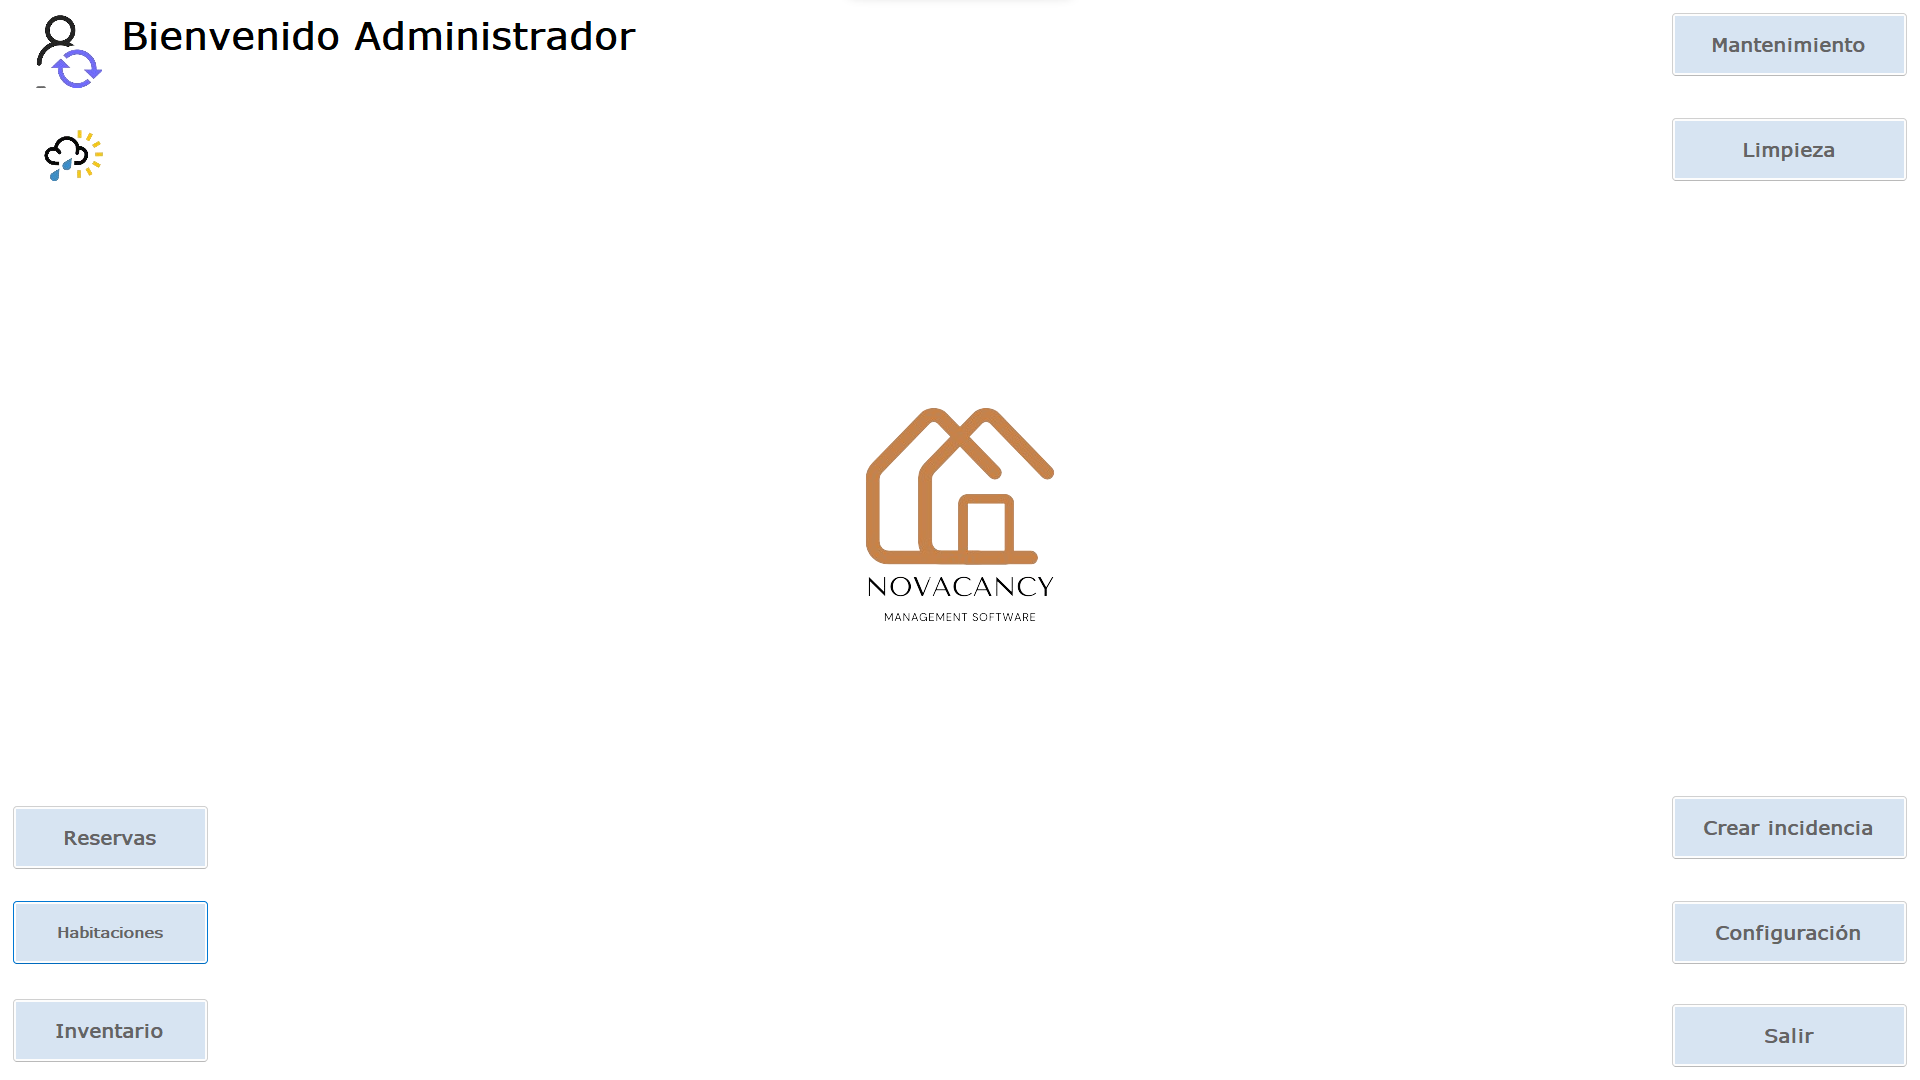 Bienvenido Administrador
Mantenimiento
Limpieza
NOVACANCY
MANAGEMENT SOFTWARE
Reservas
Crear incidencia
Habitaciones
Configuración
Inventario
Salir